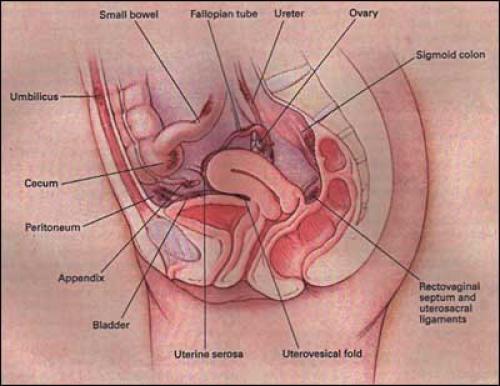 Small bowel
Fallopian tube
Ureter
Ovary
Sigmoid colon
Umbilicus
Cecum
Peritoneum
Appendix
Bladder
Uterine serosa
Uterovesical fold
Rectovaginal
septum and
uterosacral
ligaments